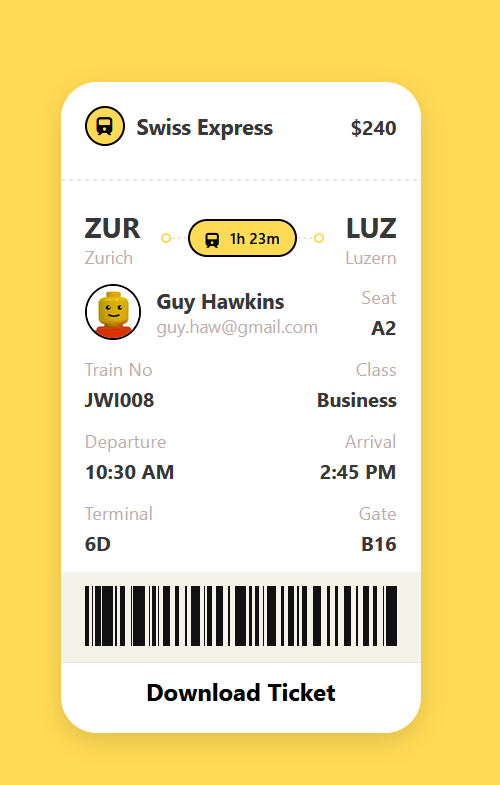 Swiss Express $240
ZUR 1h 23m LUZ
Zurich Luzern
Guy Hawkins Seat
guy.haw@gmail.com A2
Train No Class
JWI008 Business
Departure Arrival
10:30 AM 2:45 PM
Terminal Gate
6D B16
Download Ticket